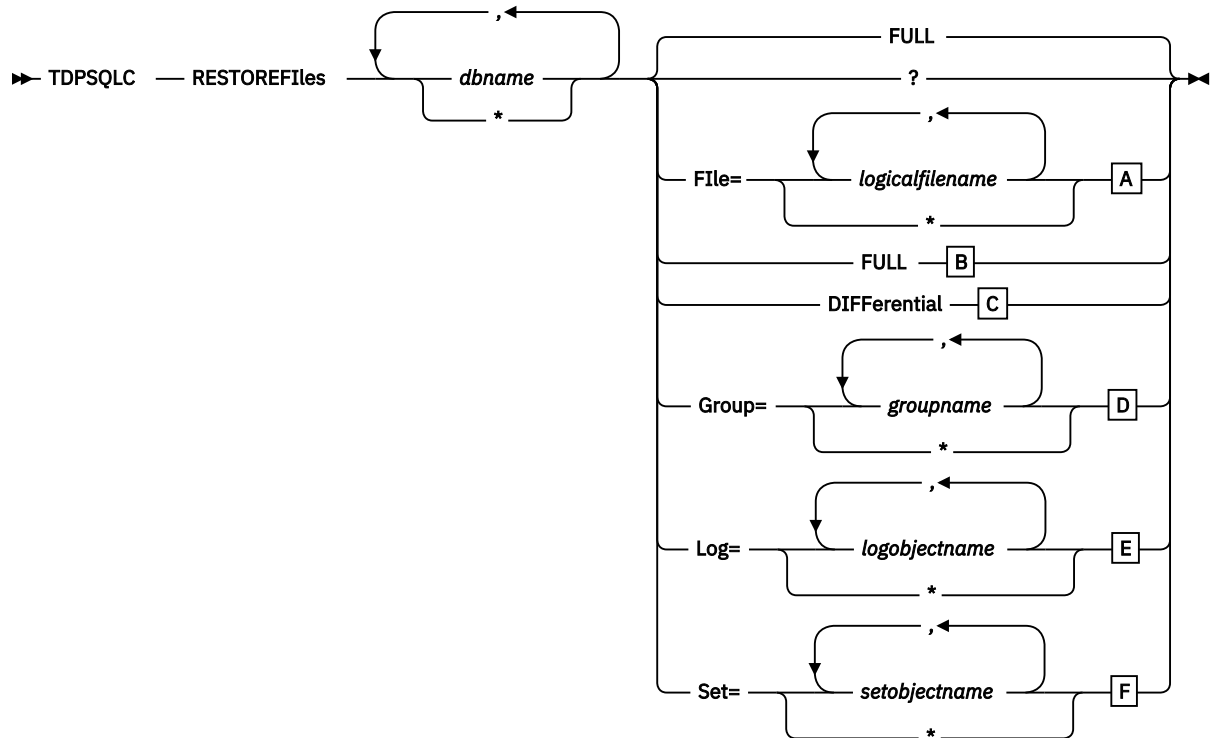 ,
FULL
TDPSQLC RESTOREFIles dbname ?
*
,
FIle= logicalfilename A
*
FULL B
DIFFerential C
,
Group= groupname D
*
,
Log= logobjectname E
*
,
Set= setobjectname F
*